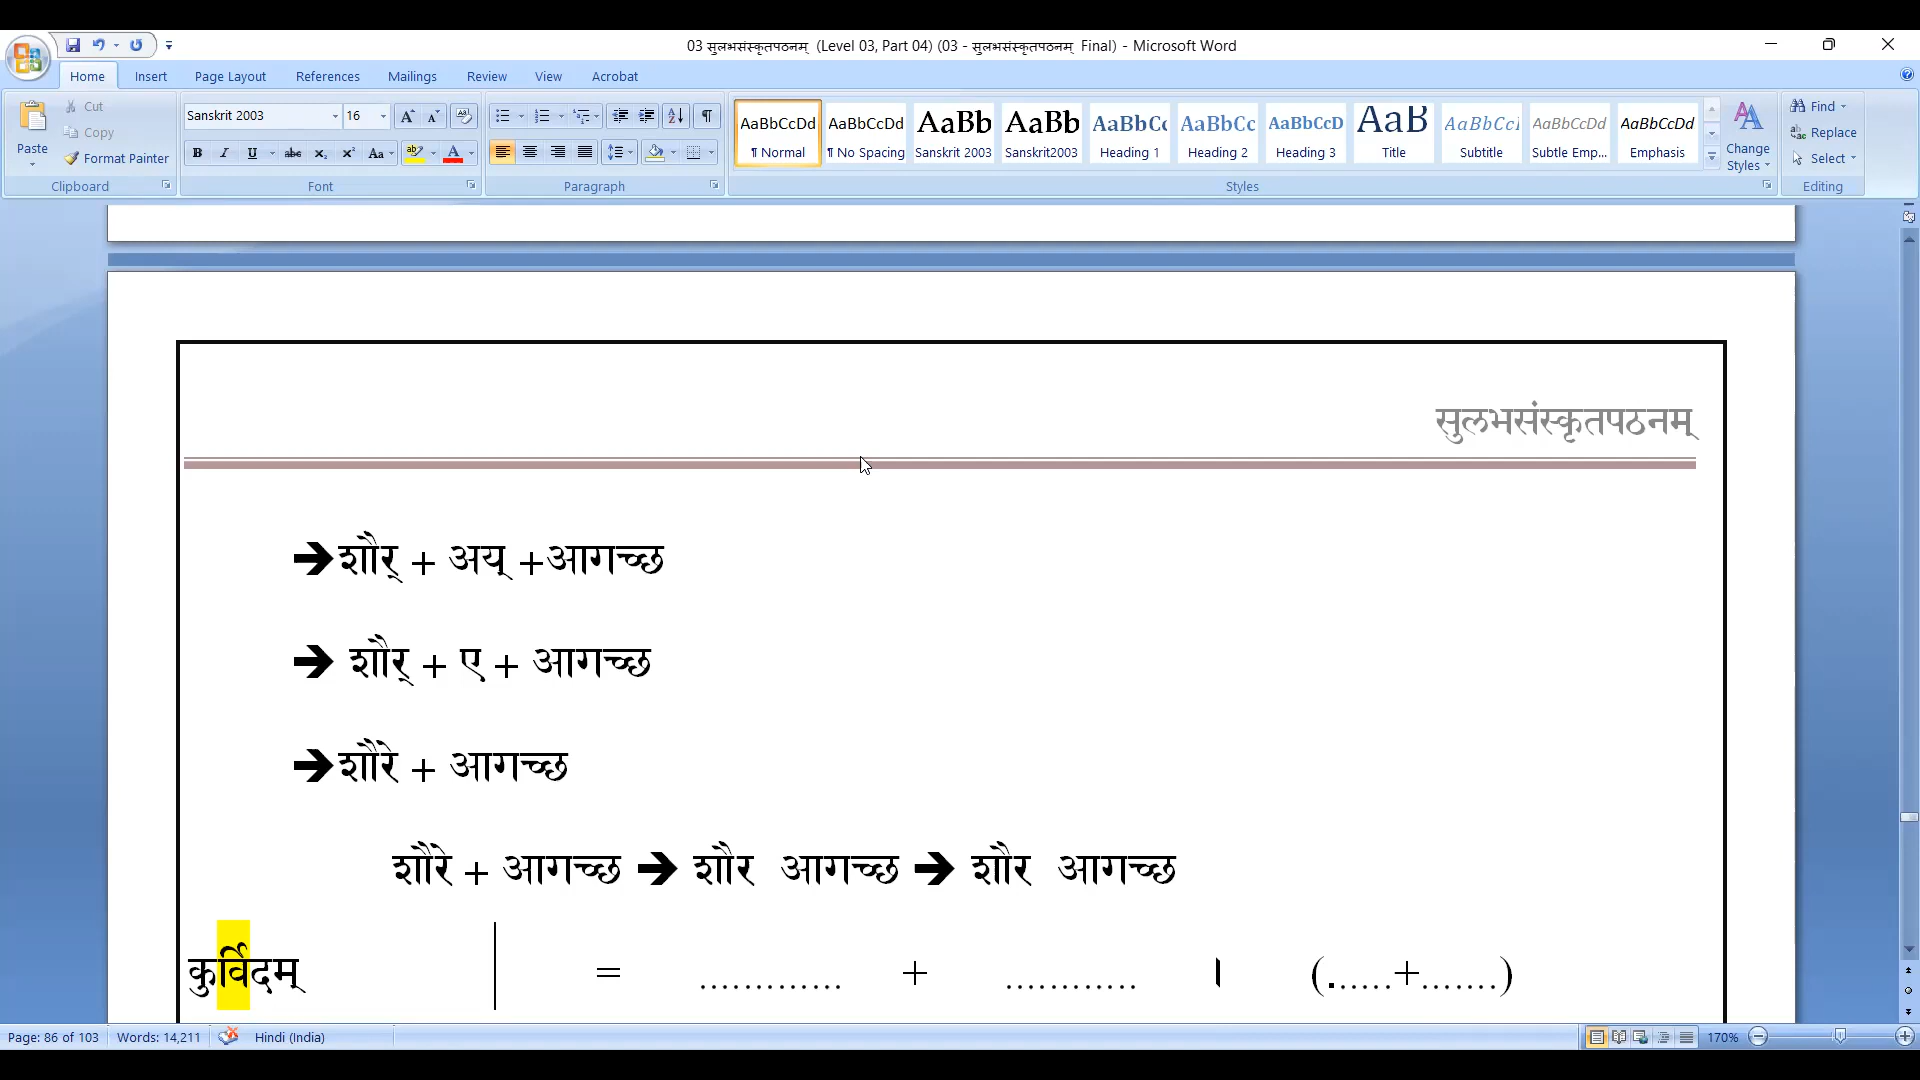 03 सुलभसंस्कृतपठनम् (Level 03, Part 04) (03 - सुलभसंस्कृतपठनम् Final) - Microsoft Word
Home Insert Page Layout References Mailings Review View Acrobat
Paste Cut Copy Format Painter
Clipboard
Sanskrit 2003 16
Font
Paragraph
AaBbCcDd AaBbCcDd AaBb AaBb AaBbCc AaBbCc AaBbCcD AaB AaBbCcI AaBbCcDd AaBbCcDd
¶ Normal ¶ No Spacing Sanskrit 2003 Sanskrit2003 Heading 1 Heading 2 Heading 3 Title Subtitle Subtle Emp... Emphasis
Change Styles
Styles
Find
Replace
Select
Editing
सुलभसंस्कृतपठनम्
➔शौर् + अय् +आगच्छ
➔ शौर् + ए + आगच्छ
➔शौरे + आगच्छ
शौरे + आगच्छ ➔ शौर आगच्छ ➔ शौर आगच्छ
कुर्विदम् | = ............ + ........... । (......+.......)
Page: 86 of 103 Words: 14,211 Hindi (India) 170%